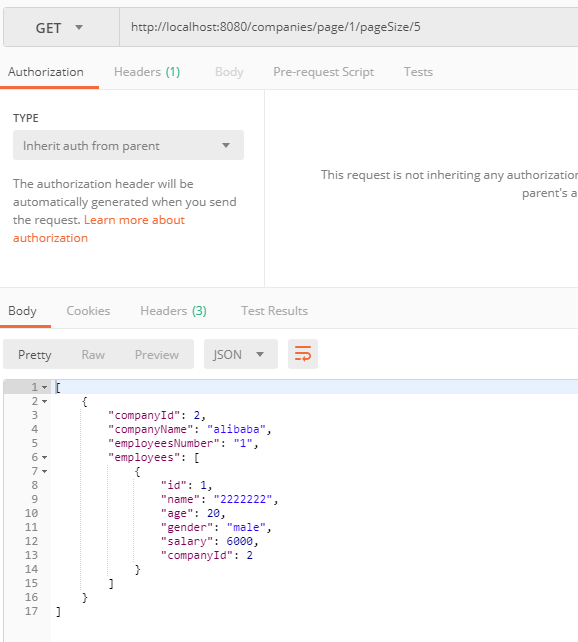 GET http://localhost:8080/companies/page/1/pageSize/5
Authorization Headers (1) Body Pre-request Script Tests
TYPE
Inherit auth from parent
The authorization header will be
automatically generated when you send
the request. Learn more about
authorization
This request is not inheriting any authorization
parent's a
Body Cookies Headers (3) Test Results
Pretty Raw Preview JSON
1 [
2 {
3 "companyId": 2,
4 "companyName": "alibaba",
5 "employeesNumber": "1",
6 "employees": [
7 {
8 "id": 1,
9 "name": "2222222",
10 "age": 20,
11 "gender": "male",
12 "salary": 6000,
13 "companyId": 2
14 }
15 ]
16 }
17 ]